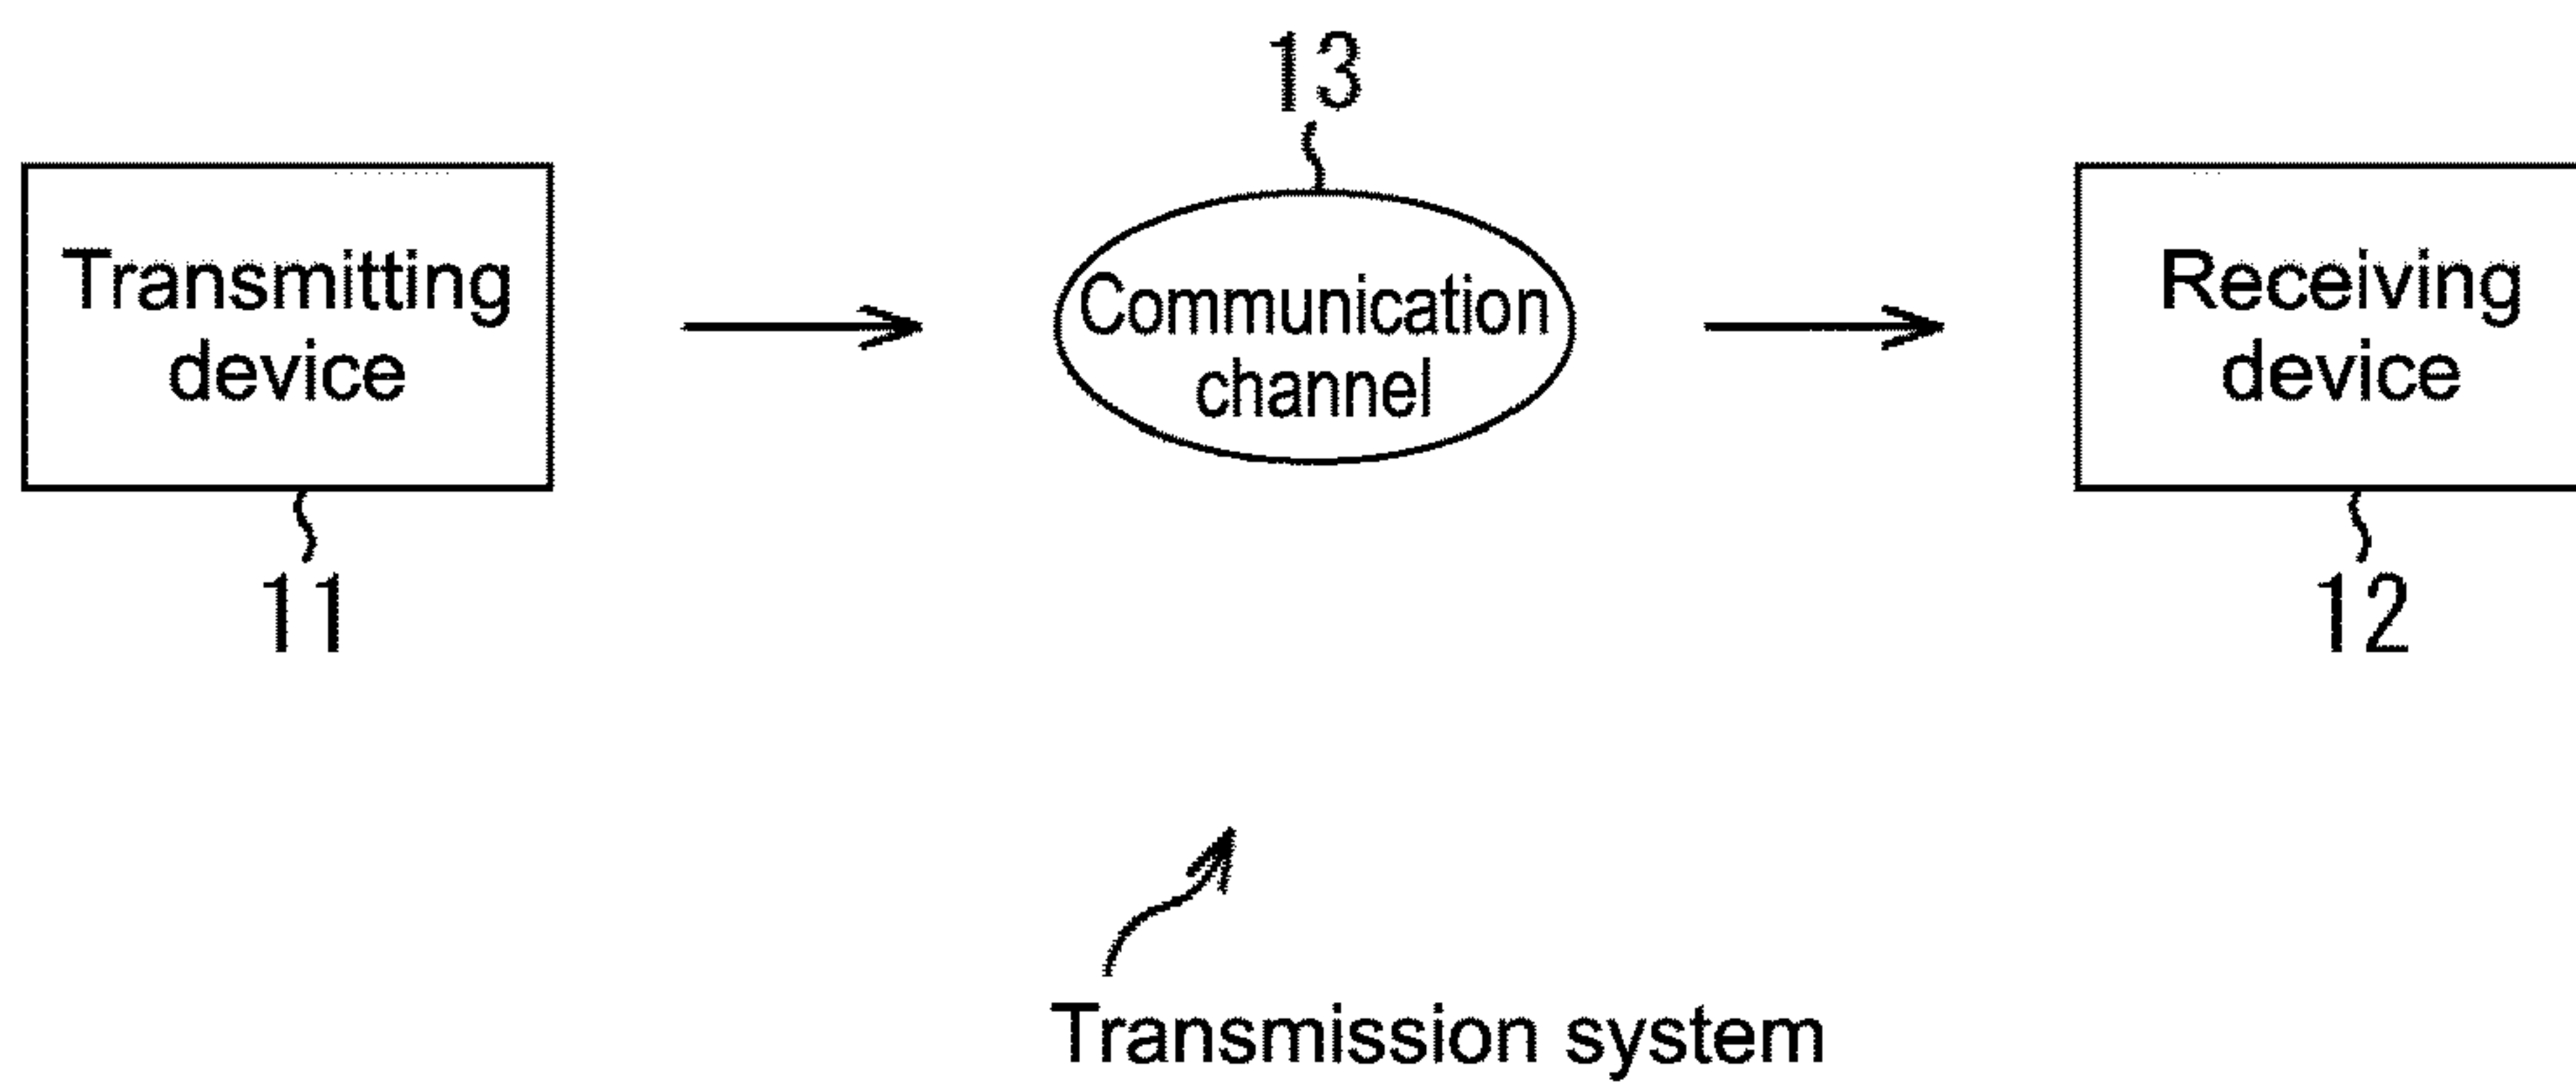 13
Transmitting
device
Communication
channel
Receiving
device
11
12
Transmission system